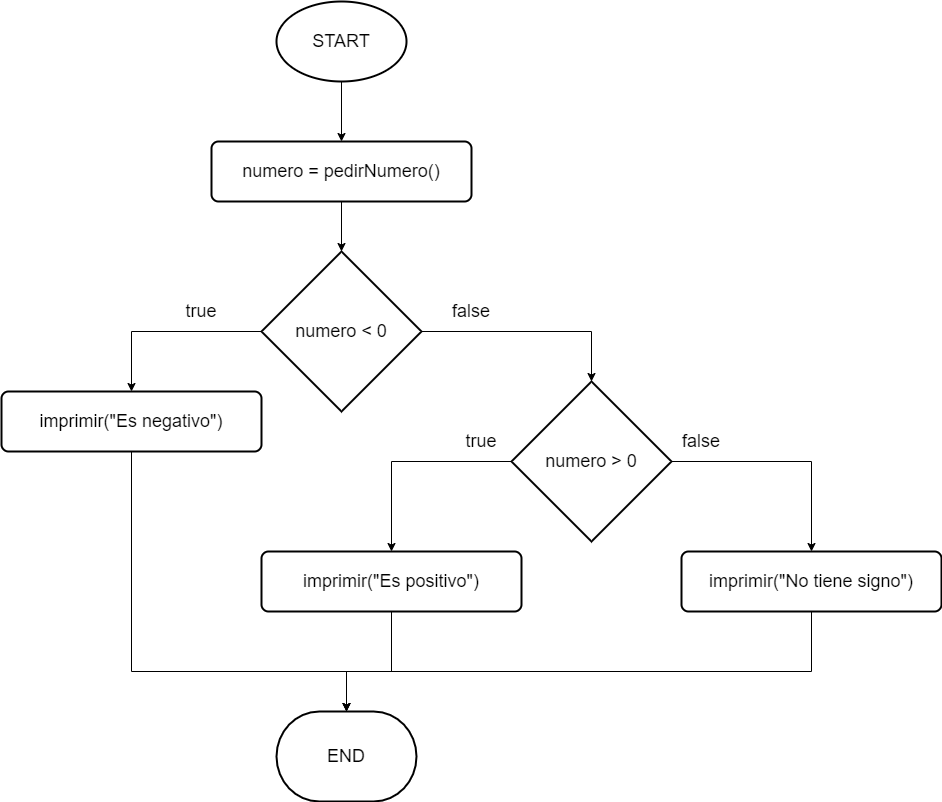 START
numero = pedirNumero()
numero < 0
true
false
imprimir("Es negativo")
numero > 0
true
false
imprimir("Es positivo")
imprimir("No tiene signo")
END